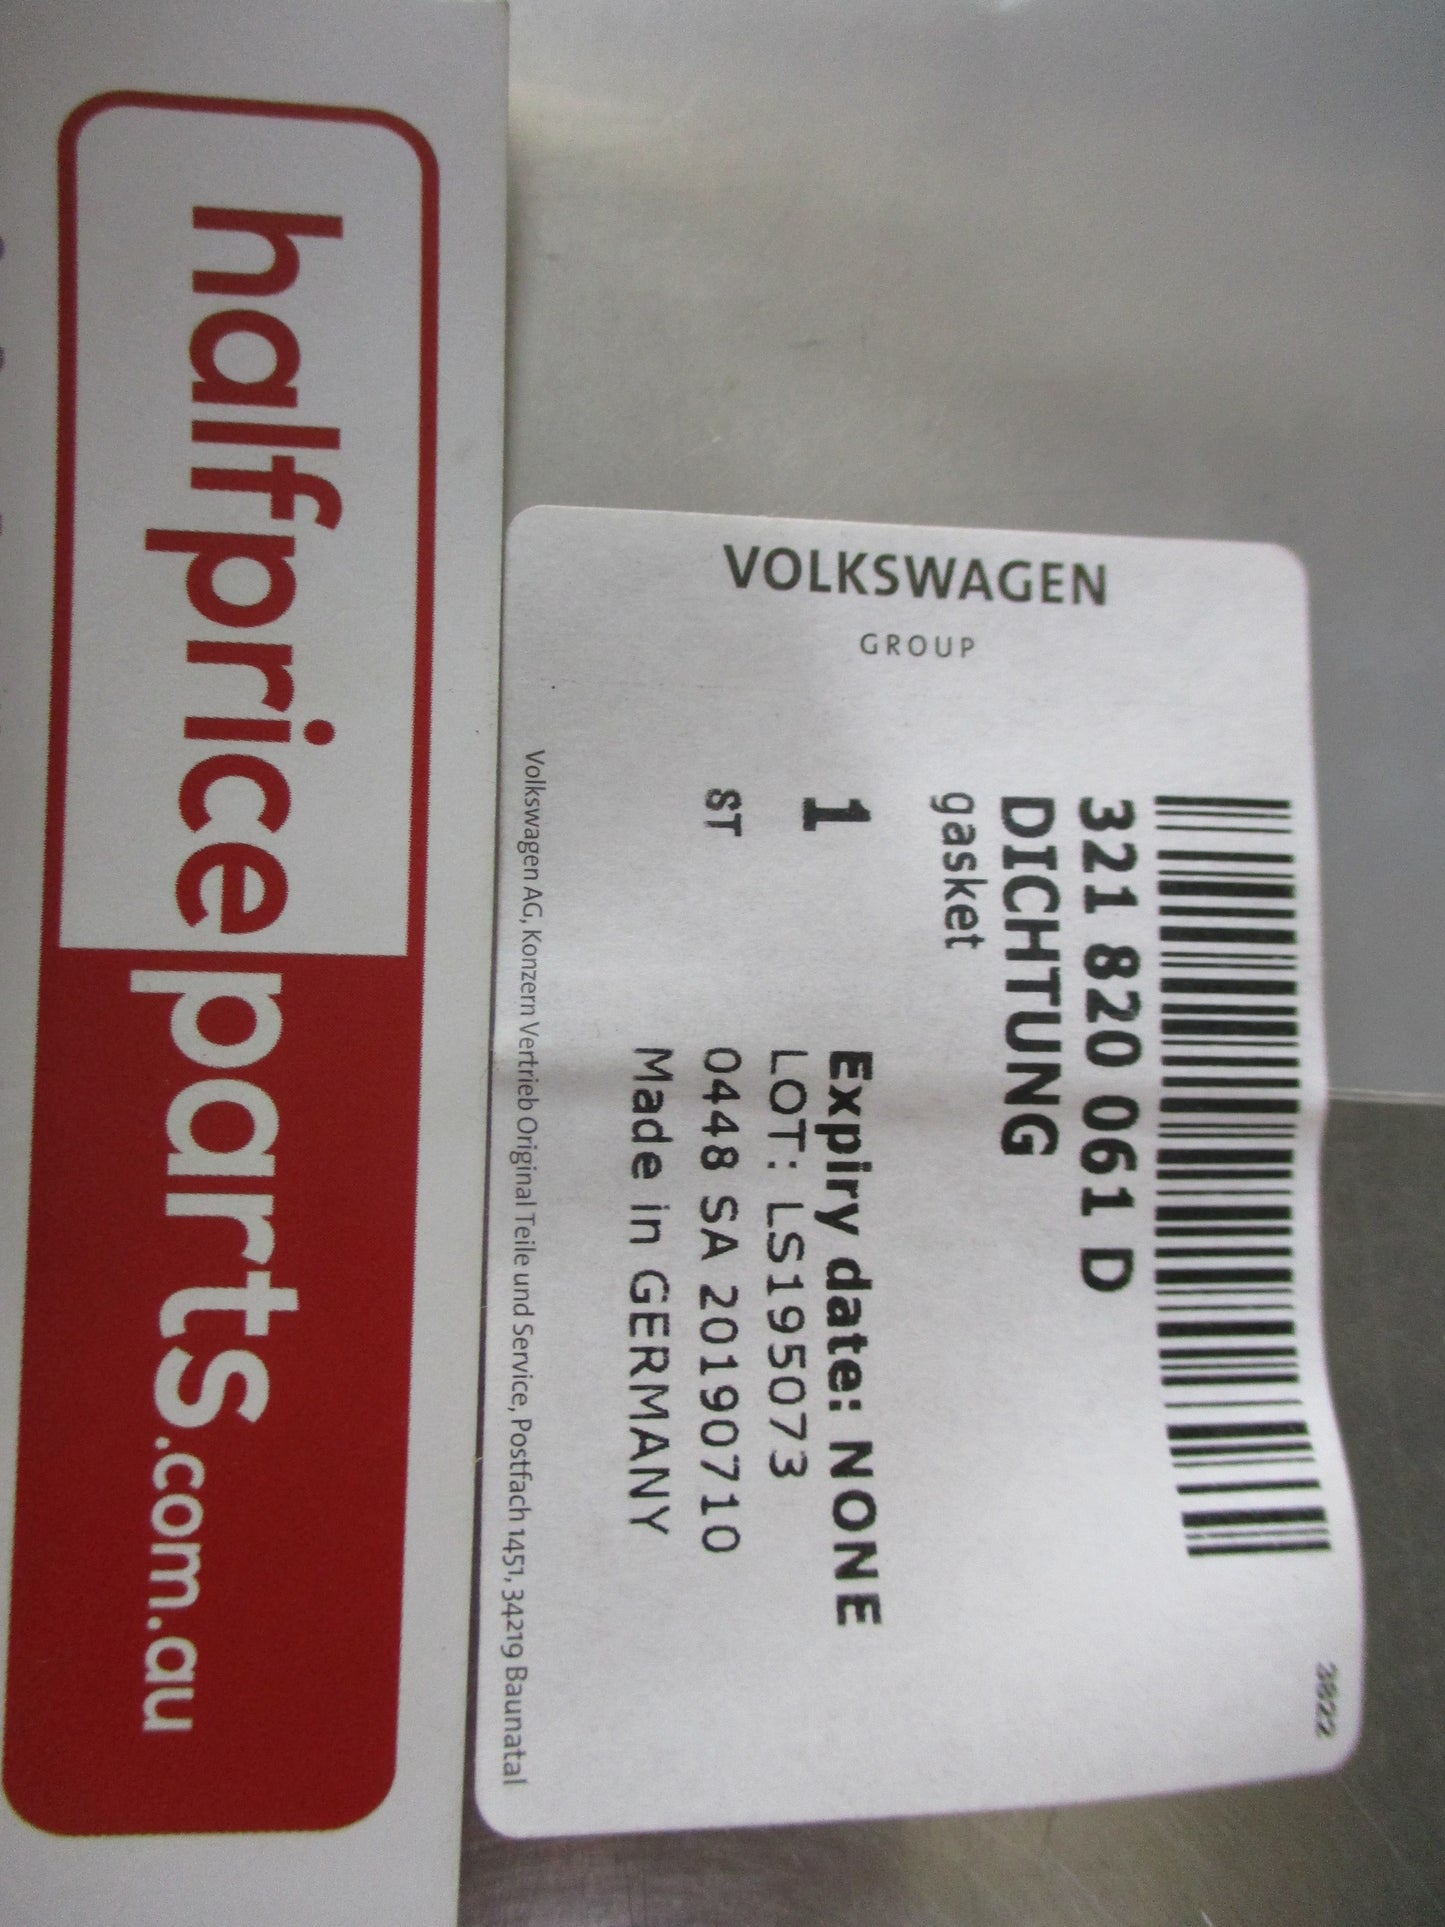 halfpriceparts.com.au
VOLKSWAGEN
GROUP
3822
321 820 061 D
DICHTUNG
gasket
1
ST
Expiry date: NONE
LOT: LS195073
0448 SA 20190710
Made in GERMANY
Volkswagen AG, Konzern Vertrieb Original Teile und Service, Postfach 1451, 34219 Baunatal